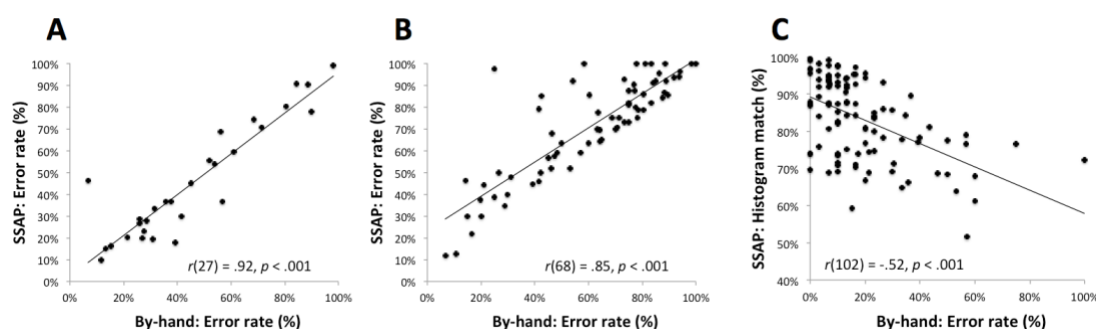 A
SSAP: Error rate (%)
100%
90%
80%
70%
60%
50%
40%
30%
20%
10%
0%
r(27) = .92, p < .001
0% 20% 40% 60% 80% 100%
By-hand: Error rate (%)
B
SSAP: Error rate (%)
100%
90%
80%
70%
60%
50%
40%
30%
20%
10%
0%
r(68) = .85, p < .001
0% 20% 40% 60% 80% 100%
By-hand: Error rate (%)
C
SSAP: Histogram match (%)
100%
90%
80%
70%
60%
50%
40%
r(102) = -.52, p < .001
0% 20% 40% 60% 80% 100%
By-hand: Error rate (%)